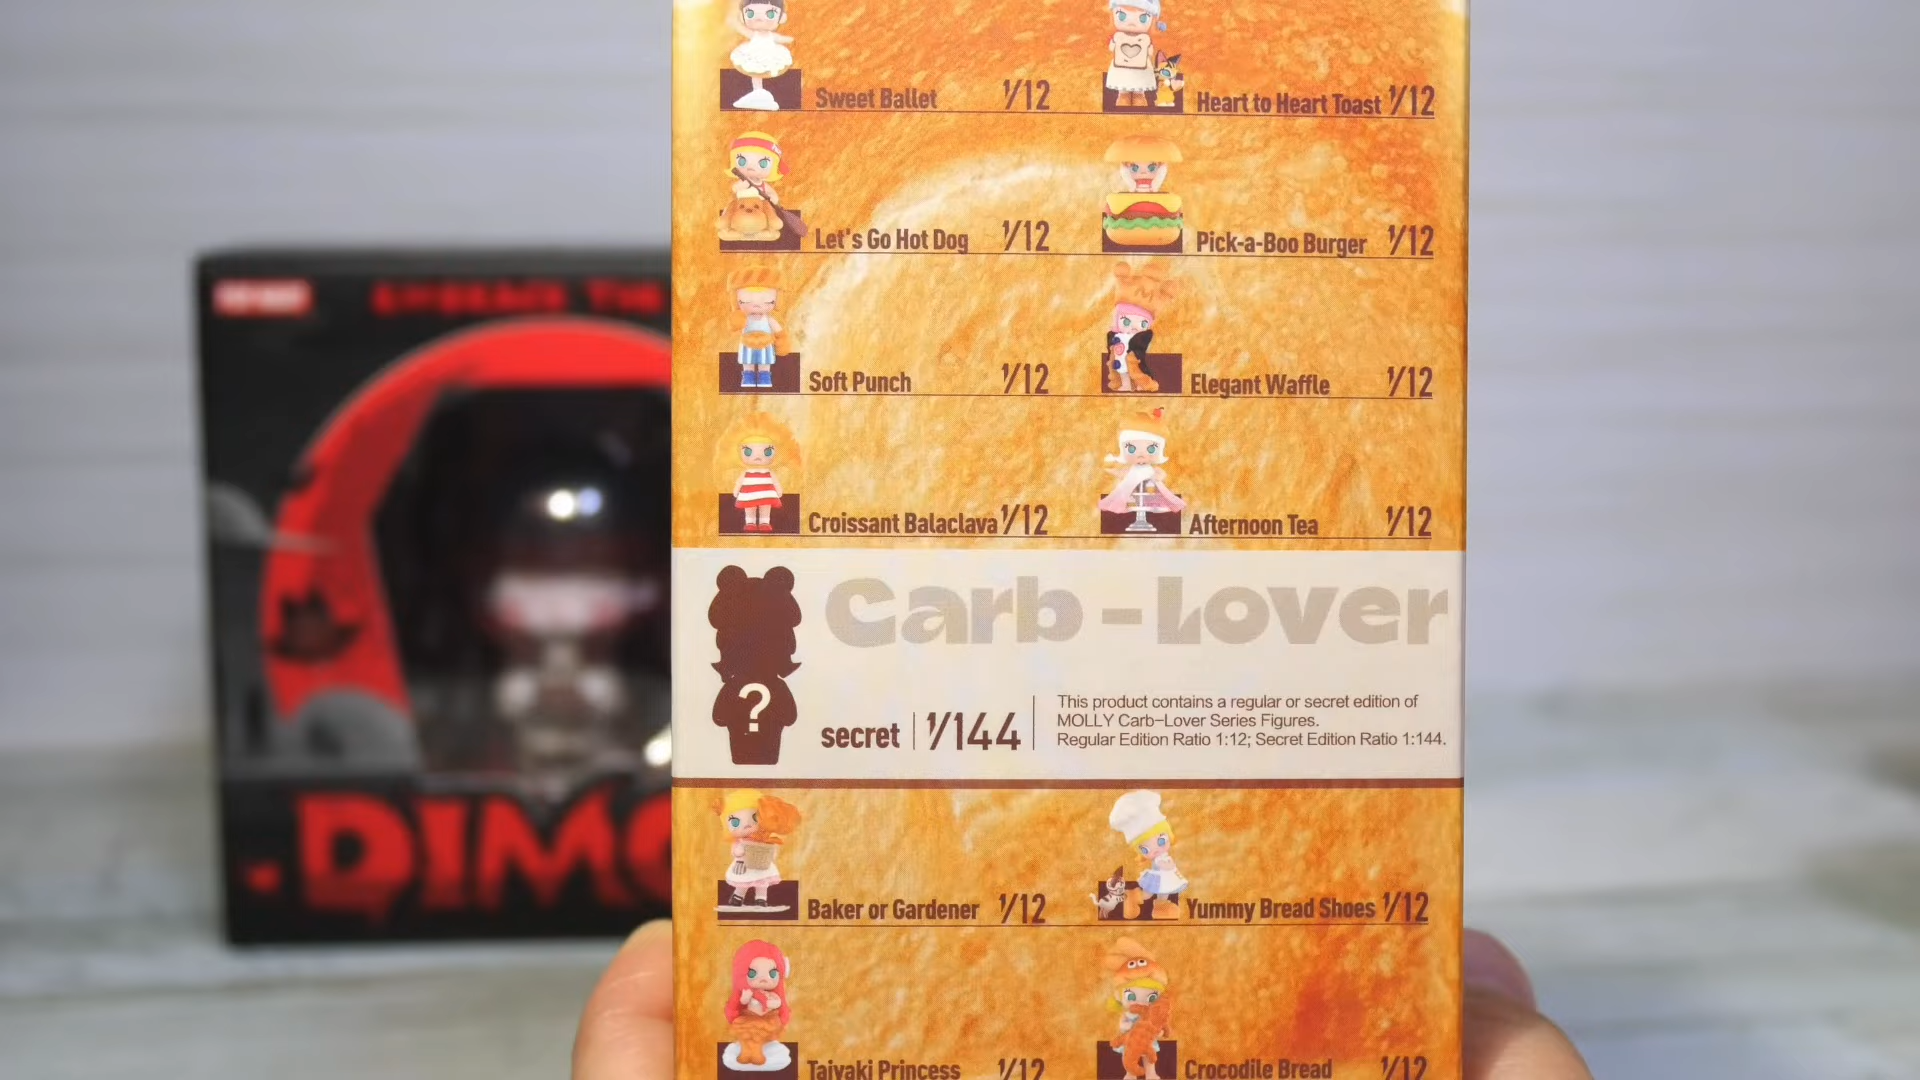 Sweet Ballet 1/12
Heart to Heart Toast 1/12
Let's Go Hot Dog 1/12
Pick-a-Boo Burger 1/12
Soft Punch 1/12
Elegant Waffle 1/12
Croissant Balaclava 1/12
Afternoon Tea 1/12
Carb-Lover
?
secret 1/144
This product contains a regular or secret edition of
MOLLY Carb-Lover Series Figures.
Regular Edition Ratio 1:12; Secret Edition Ratio 1:144.
Baker or Gardener 1/12
Yummy Bread Shoes 1/12
Taiyaki Princess 1/12
Crocodile Bread 1/12